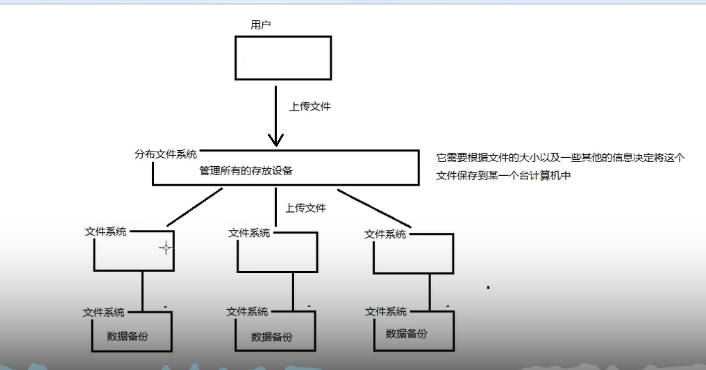 用户
上传文件
分布文件系统
管理所有的存放设备
它需要根据文件的大小以及一些其他的信息决定将这个
文件保存到某一个台计算机中
上传文件
文件系统
文件系统
文件系统
文件系统
文件系统
文件系统
数据备份
数据备份
数据备份